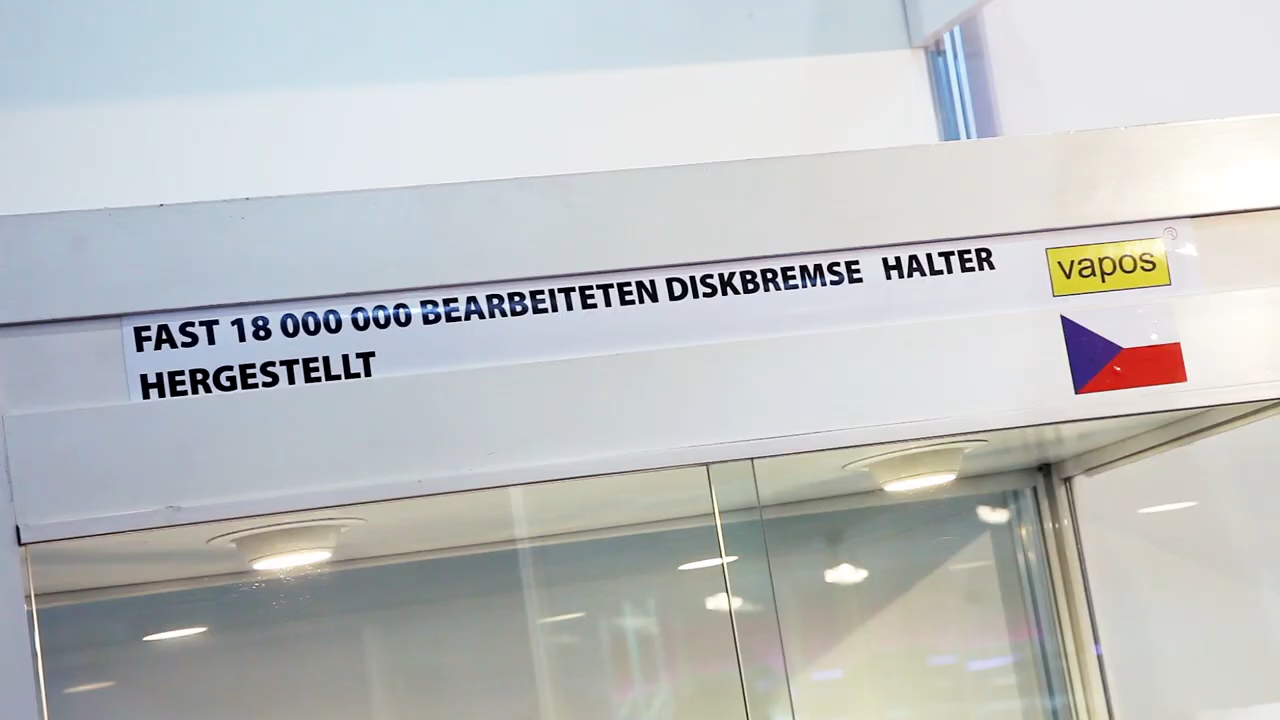 FAST 18 000 000 BEARBEITETEN DISKBREMSE HALTER
HERGESTELLT
vapos ®